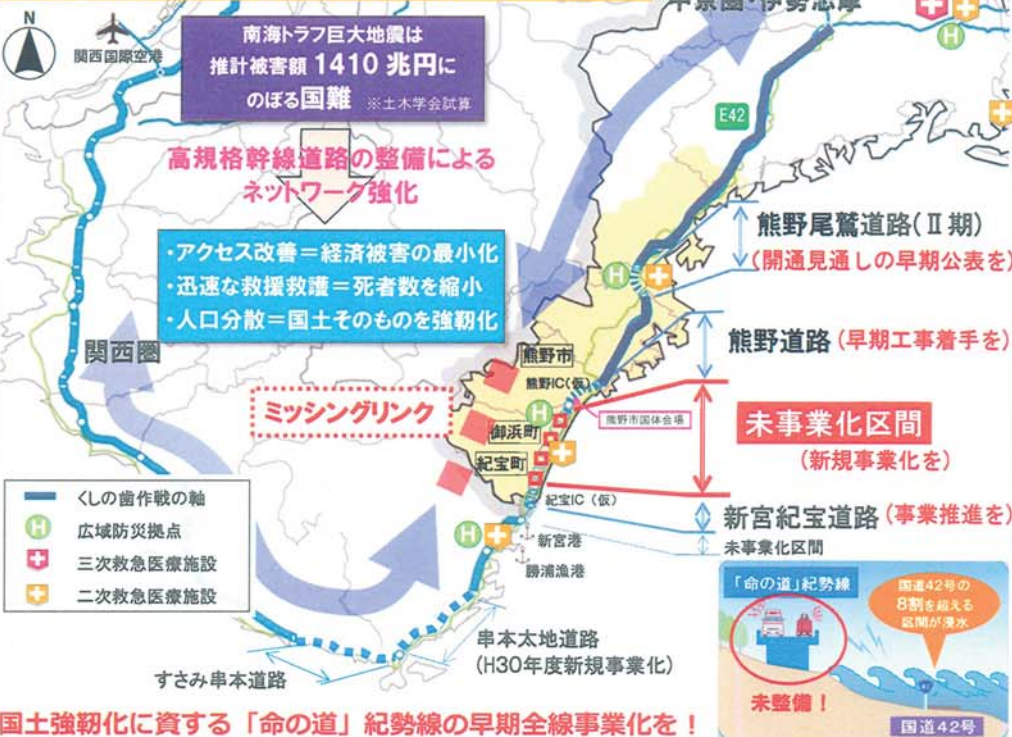 中京圏・伊勢志摩
N
関西国際空港
南海トラフ巨大地震は
推計被害額 1410 兆円に
のぼる国難 ※土木学会試算
高規格幹線道路の整備による
ネットワーク強化
・アクセス改善＝経済被害の最小化
・迅速な救援救護＝死者数を縮小
・人口分散＝国土そのものを強靭化
E42
H
熊野尾鷲道路(Ⅱ期)
(開通見通しの早期公表を)
H
関西圏
熊野道路 (早期工事着手を)
熊野市
熊野IC(仮)
ミッシングリンク
H
熊野市国体会場
御浜町
紀宝町
未事業化区間
(新規事業化を)
紀宝IC（仮）
くしの歯作戦の軸
H 広域防災拠点
三次救急医療施設
二次救急医療施設
H
新宮港
勝浦漁港
新宮紀宝道路 (事業推進を)
未事業化区間
串本太地道路
(H30年度新規事業化)
すさみ串本道路
「命の道」紀勢線
国道42号の
8割を超える
区間が浸水
未整備！
42
国道42号
国土強靭化に資する「命の道」紀勢線の早期全線事業化を！